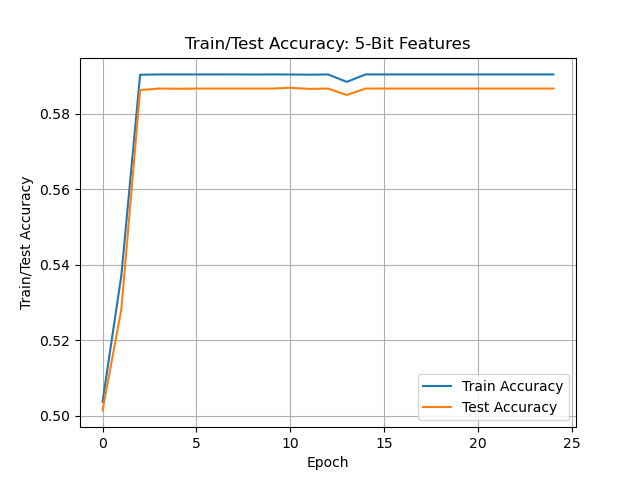 Train/Test Accuracy: 5-Bit Features
Train/Test Accuracy
0.58
0.56
0.54
0.52
0.50
0
5
10
15
20
25
Epoch
Train Accuracy
Test Accuracy